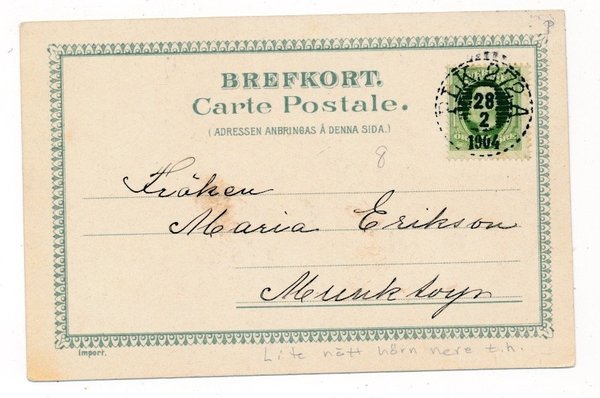 BREFKORT.
Carte Postale.
(ADRESSEN ANBRINGAS Å DENNA SIDA.)
28
2
1904
8
Fröken
Maria Erikson
Munktorp
Import.
Lite nött hörn nere t.h.